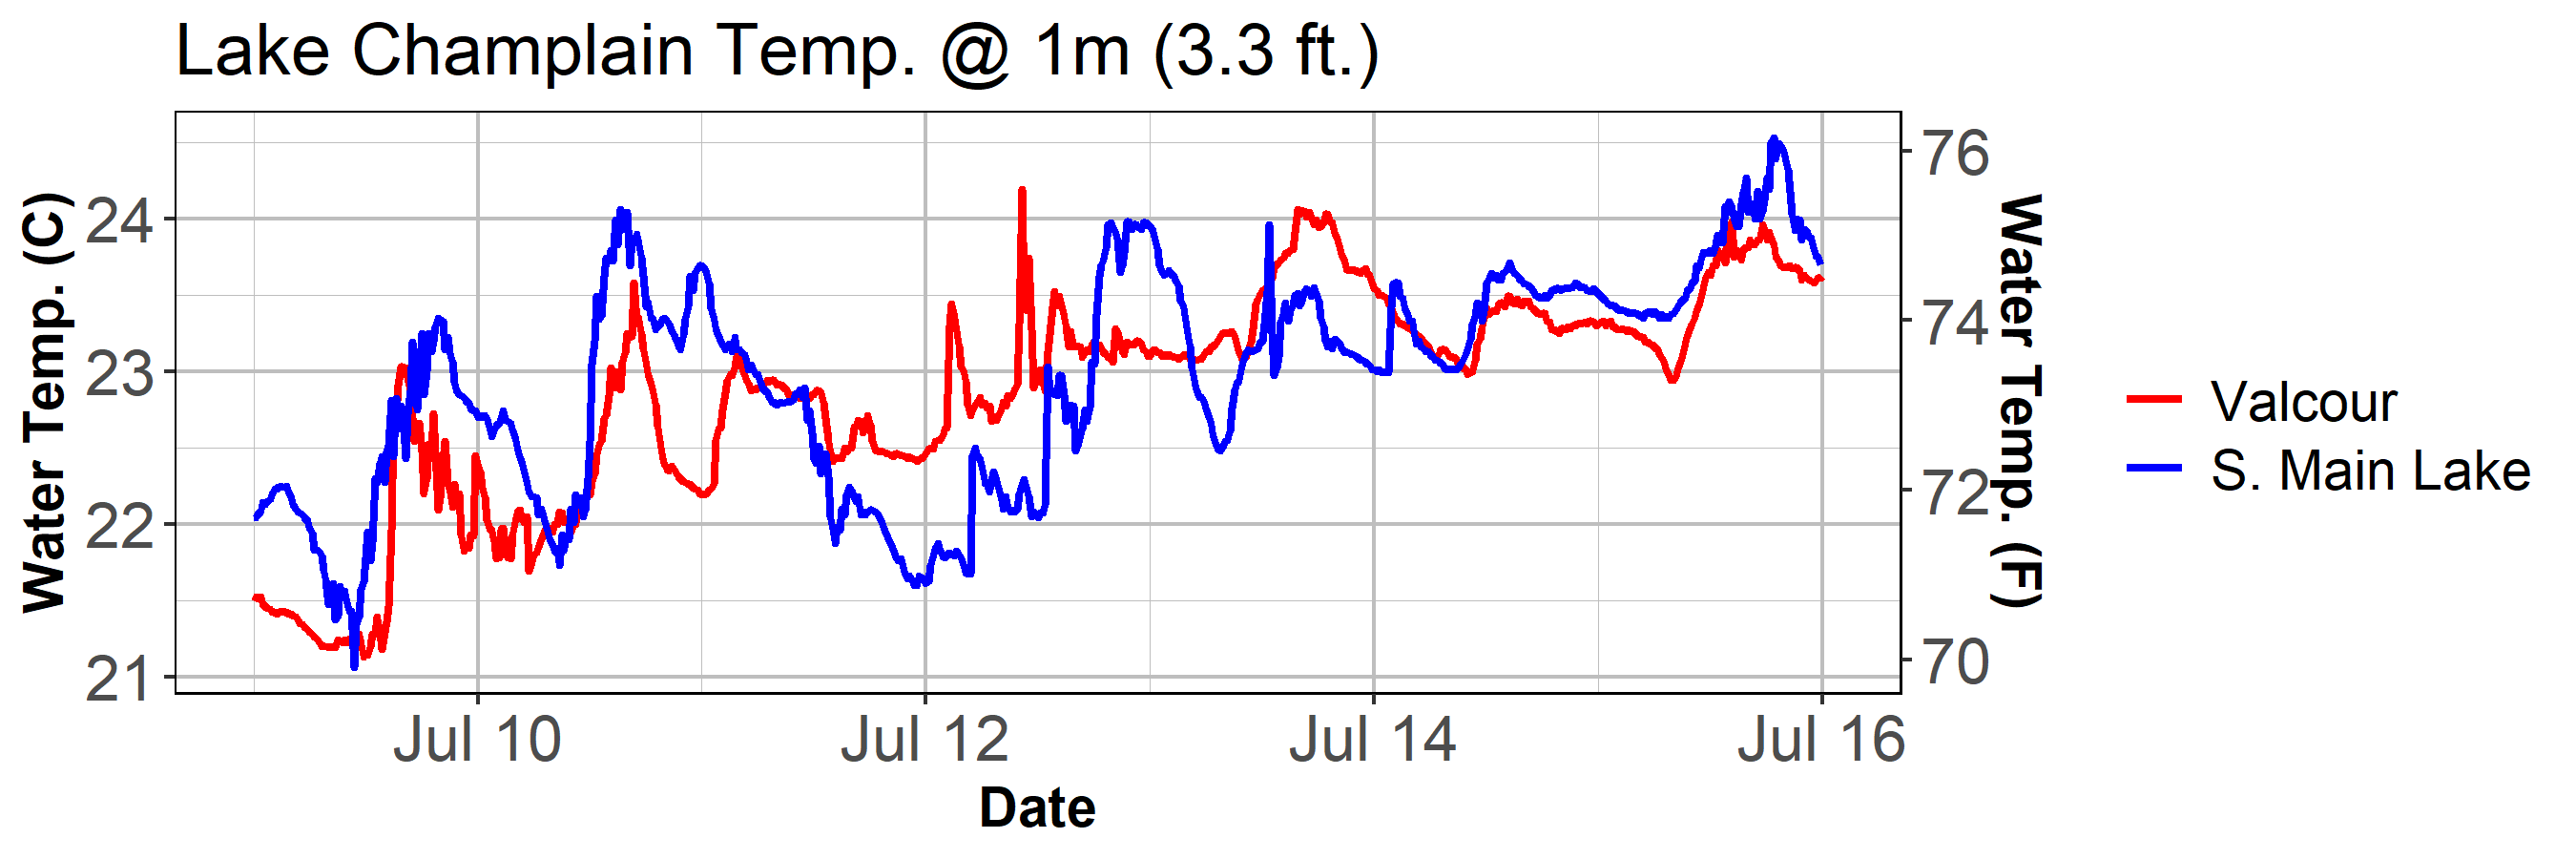 Lake Champlain Temp. @ 1m (3.3 ft.)
Water Temp. (C)
24
23
22
21
76
74
72
70
Water Temp. (F)
Jul 10
Jul 12
Jul 14
Jul 16
Date
Valcour
S. Main Lake